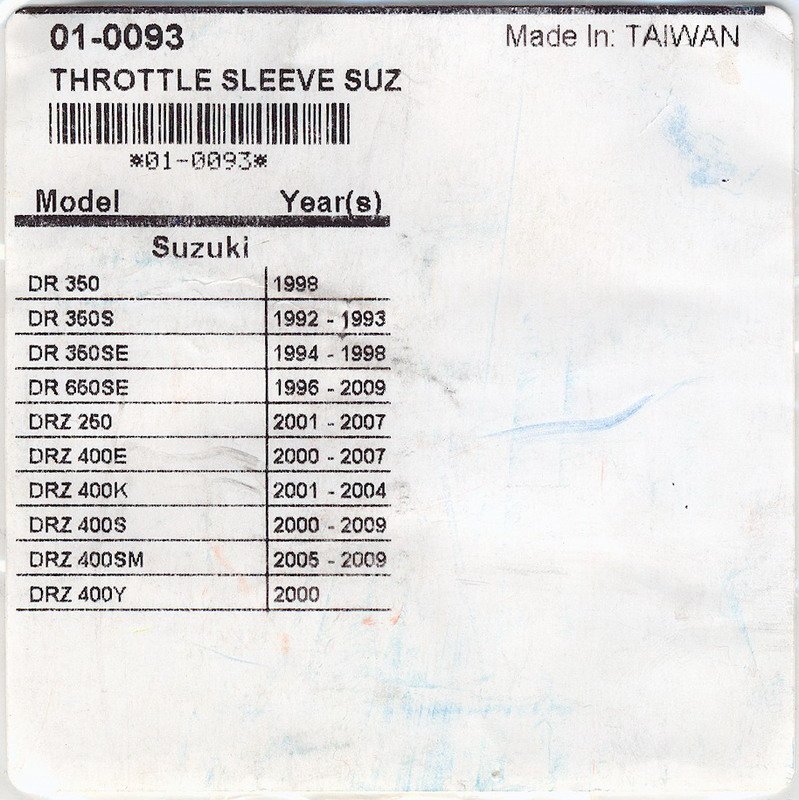 01-0093 Made In: TAIWAN
THROTTLE SLEEVE SUZ
*01-0093*
Model Year(s)
Suzuki
DR 350 1998
DR 350S 1992 - 1993
DR 350SE 1994 - 1998
DR 650SE 1996 - 2009
DRZ 250 2001 - 2007
DRZ 400E 2000 - 2007
DRZ 400K 2001 - 2004
DRZ 400S 2000 - 2009
DRZ 400SM 2005 - 2009
DRZ 400Y 2000